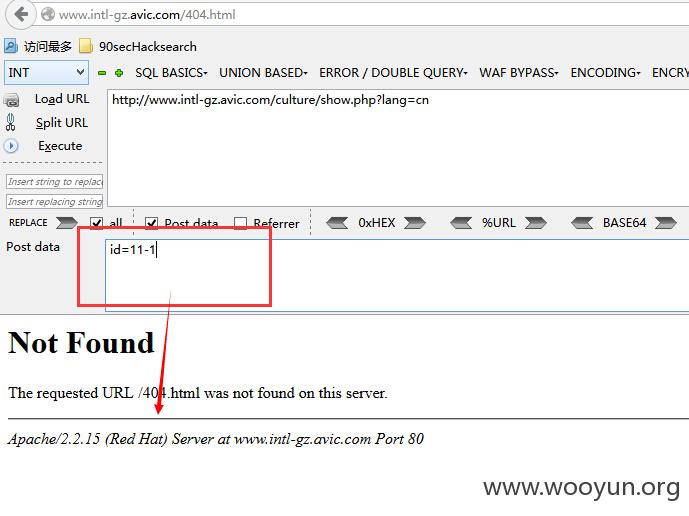 www.intl-gz.avic.com/404.html
访问最多 90secHacksearch
INT SQL BASICS UNION BASED ERROR / DOUBLE QUERY WAF BYPASS ENCODING ENCRY
Load URL http://www.intl-gz.avic.com/culture/show.php?lang=cn
Split URL
Execute
Insert string to replace
Insert replacing string
REPLACE all Post data Referrer 0xHEX %URL BASE64
Post data id=11-1
Not Found
The requested URL /404.html was not found on this server.
Apache/2.2.15 (Red Hat) Server at www.intl-gz.avic.com Port 80
www.wooyun.org